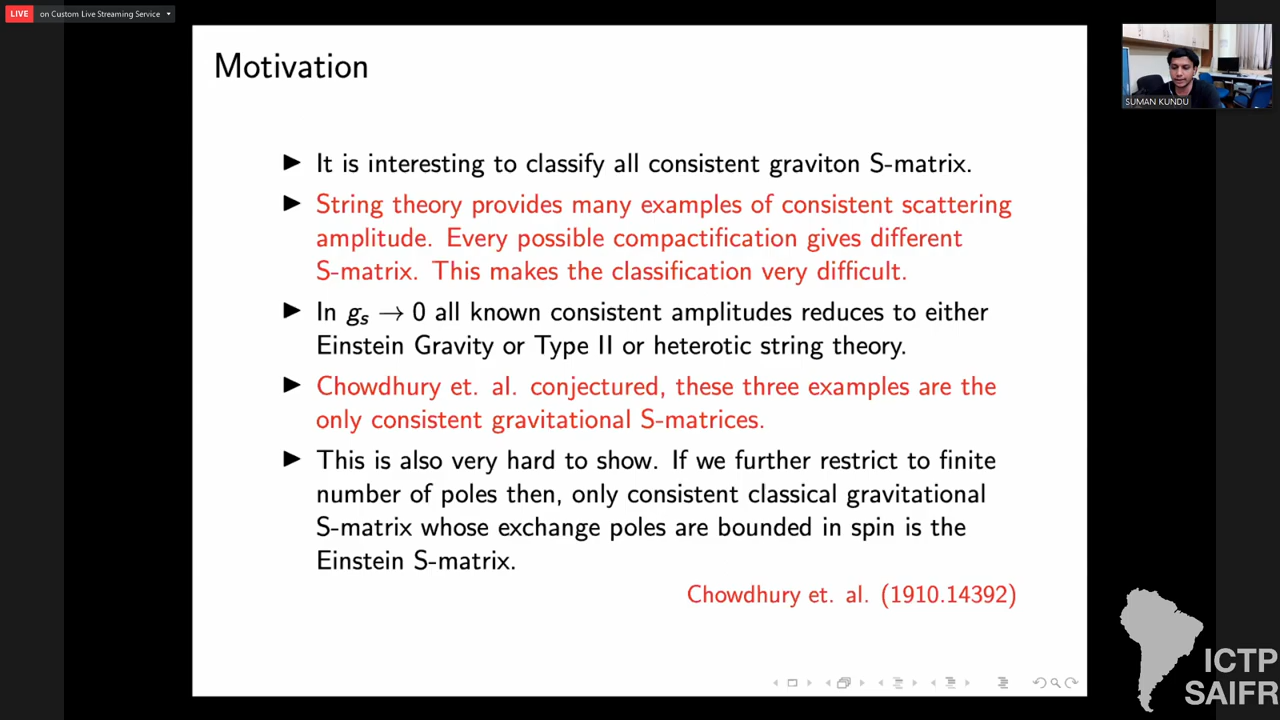 LIVE on Custom Live Streaming Service
Motivation
SUMAN KUNDU
▶ It is interesting to classify all consistent graviton S-matrix.
▶ String theory provides many examples of consistent scattering
amplitude. Every possible compactification gives different
S-matrix. This makes the classification very difficult.
▶ In gs → 0 all known consistent amplitudes reduces to either
Einstein Gravity or Type II or heterotic string theory.
▶ Chowdhury et. al. conjectured, these three examples are the
only consistent gravitational S-matrices.
▶ This is also very hard to show. If we further restrict to finite
number of poles then, only consistent classical gravitational
S-matrix whose exchange poles are bounded in spin is the
Einstein S-matrix.
Chowdhury et. al. (1910.14392)
ICTP
SAIFR